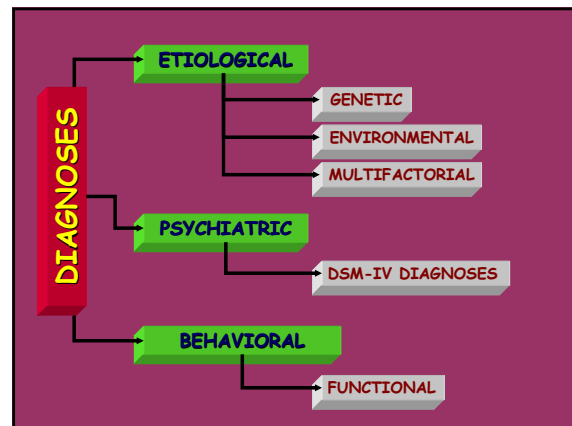 DIAGNOSES
ETIOLOGICAL
GENETIC
ENVIRONMENTAL
MULTIFACTORIAL
PSYCHIATRIC
DSM-IV DIAGNOSES
BEHAVIORAL
FUNCTIONAL